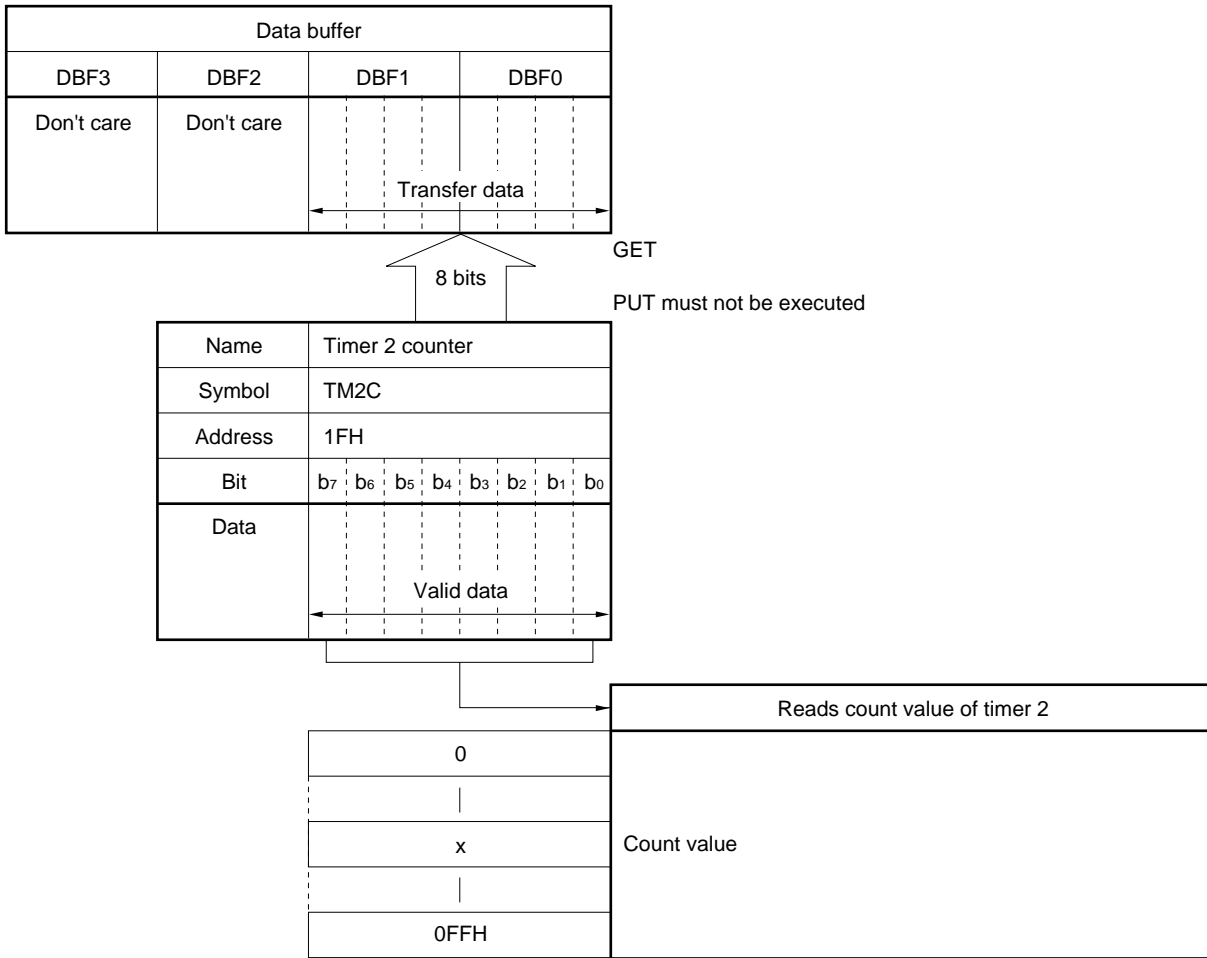 Data buffer
DBF3 DBF2 DBF1 DBF0
Don't care Don't care
Transfer data
GET
8 bits
PUT must not be executed
Name Timer 2 counter
Symbol TM2C
Address 1FH
Bit b7 b6 b5 b4 b3 b2 b1 b0
Data
Valid data
Reads count value of timer 2
0
x Count value
0FFH